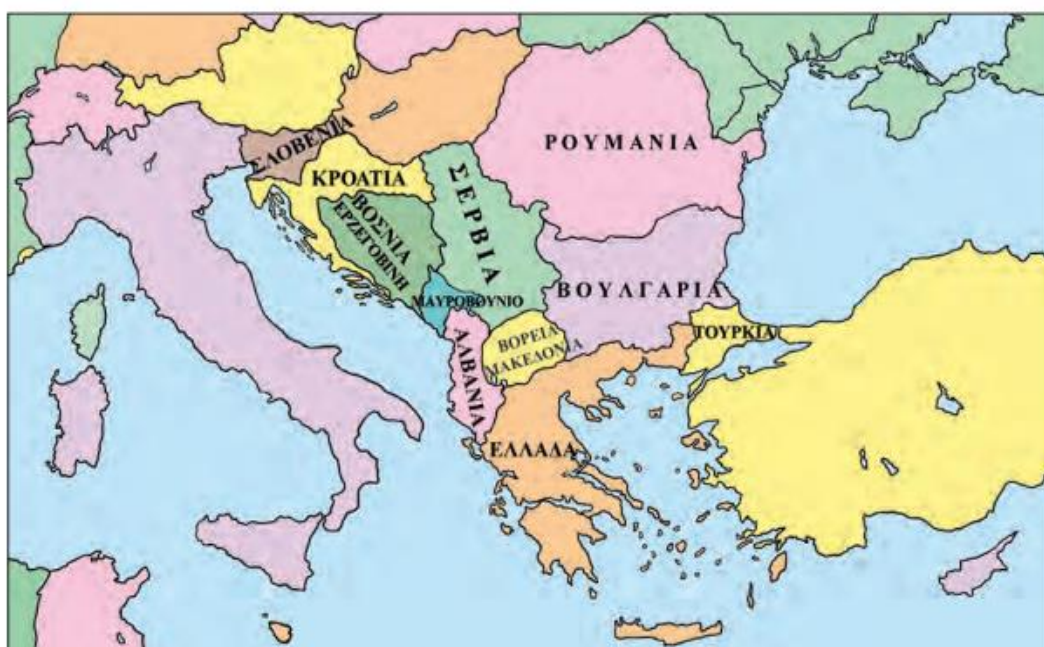 ΡΟΥΜΑΝΙΑ
ΣΛΟΒΕΝΙΑ
ΚΡΟΑΤΙΑ
ΣΕΡΒΙΑ
ΒΟΣΝΙΑ
ΕΡΖΕΓΟΒΙΝΗ
ΒΟΥΛΓΑΡΙΑ
ΜΑΥΡΟΒΟΥΝΙΟ
ΤΟΥΡΚΙΑ
ΒΟΡΕΙΑ
ΜΑΚΕΔΟΝΙΑ
ΑΛΒΑΝΙΑ
ΕΛΛΑΔΑ